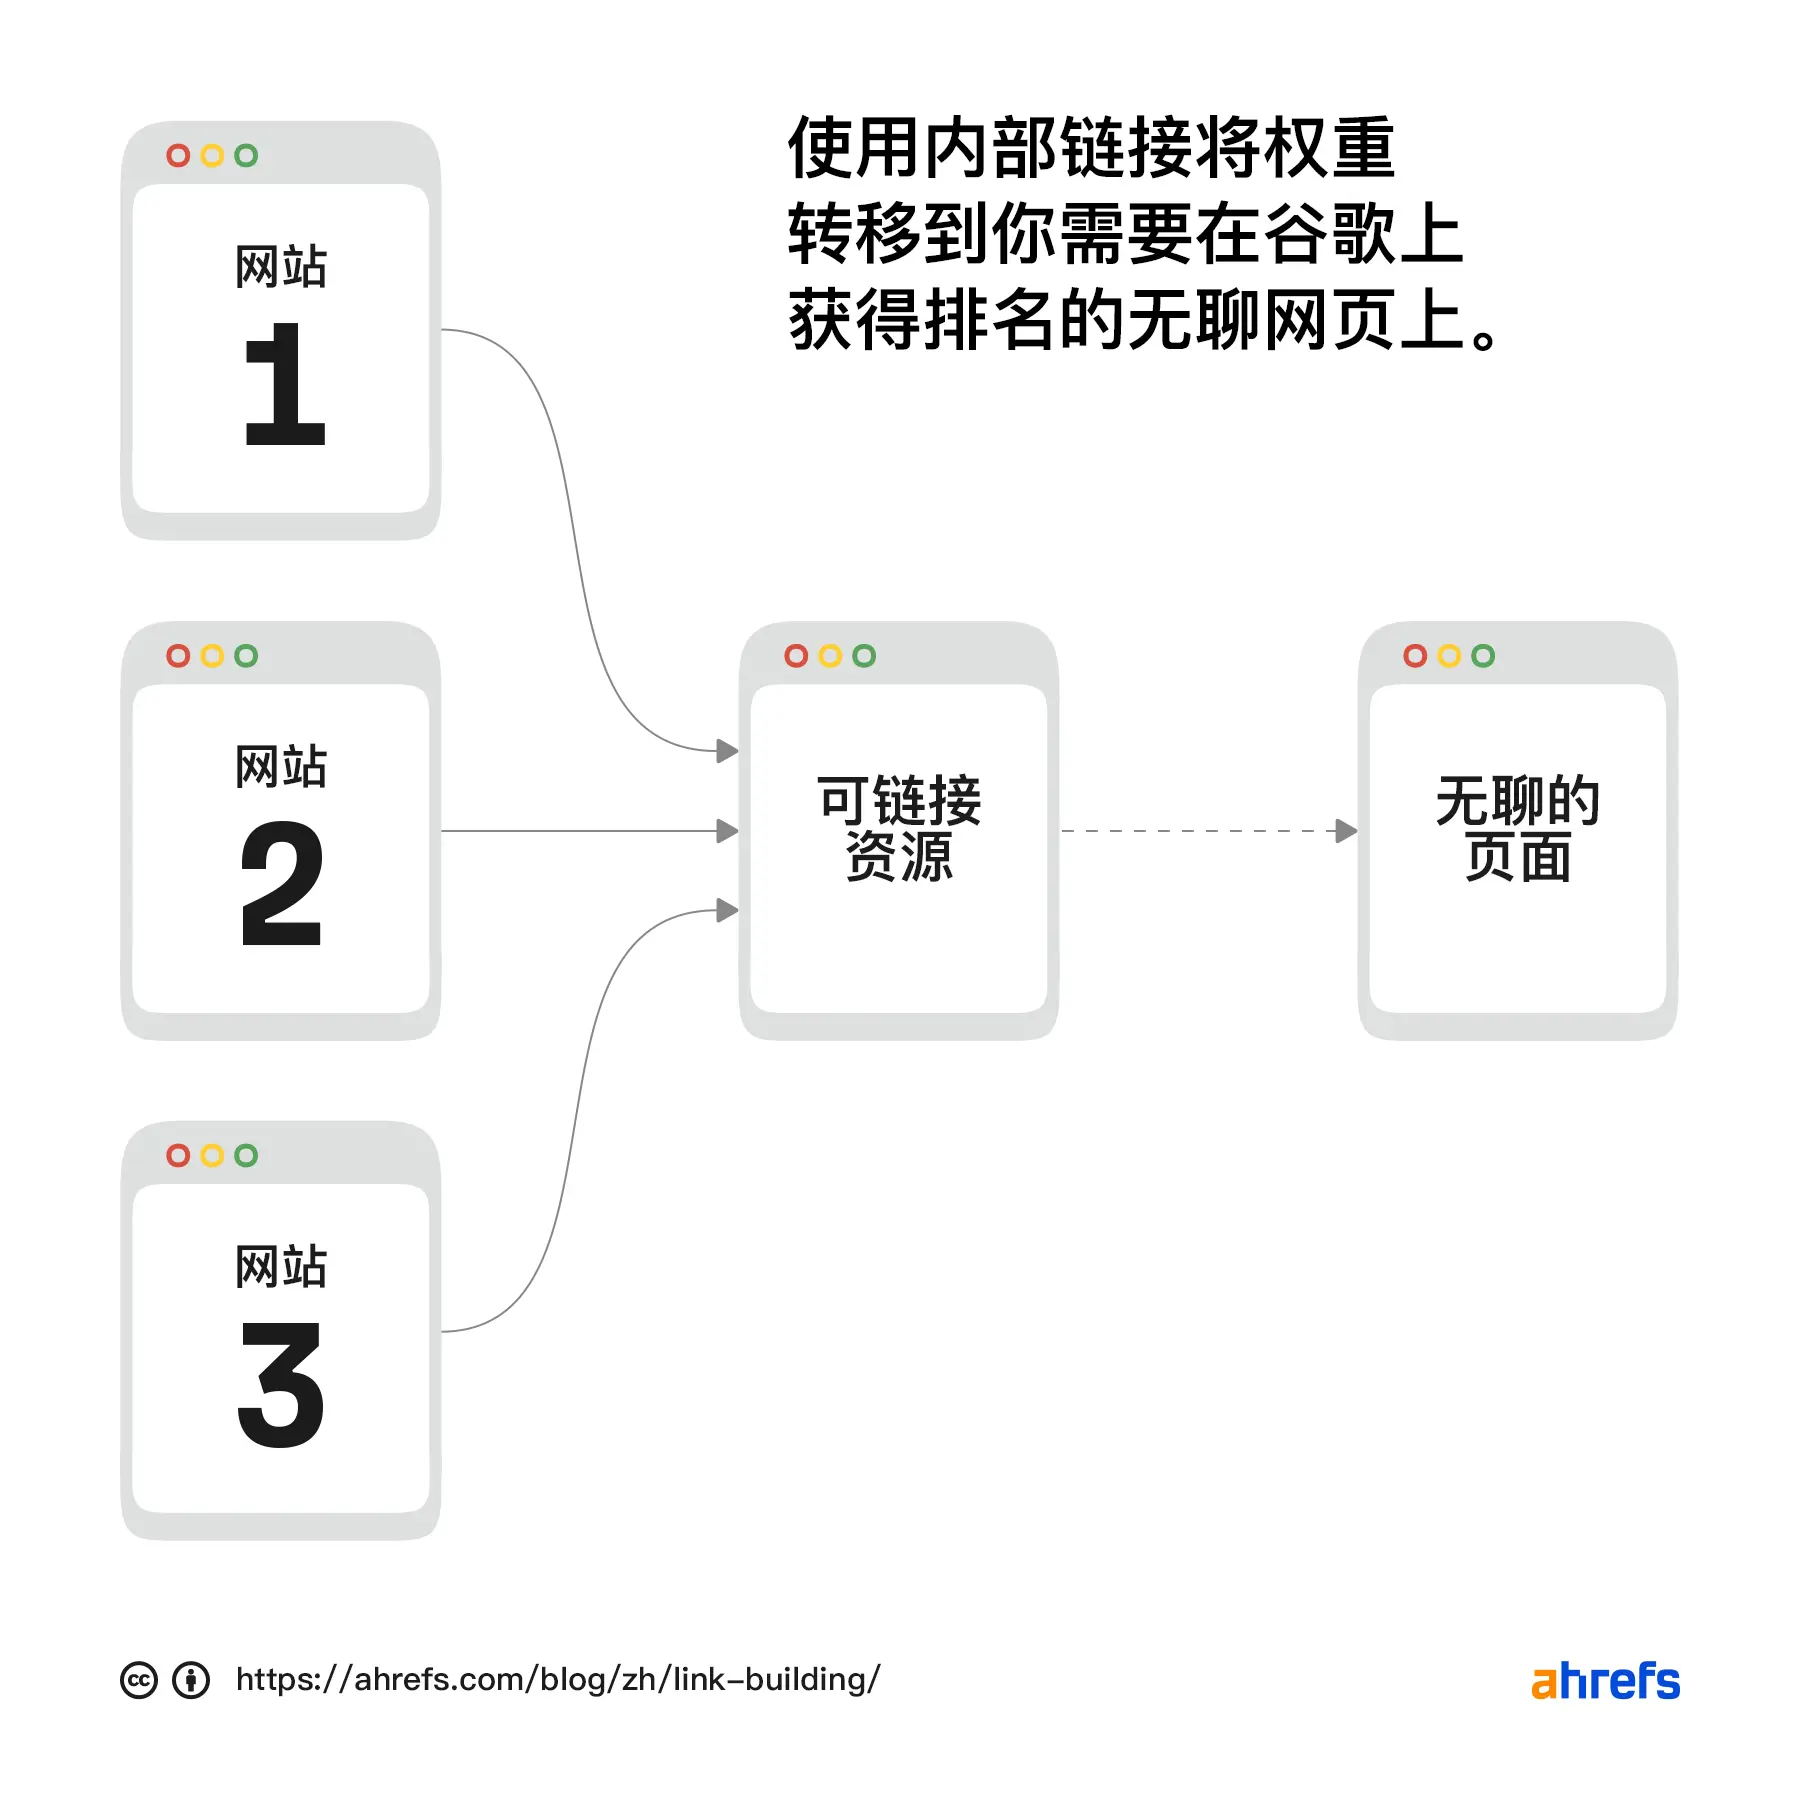 使用内部链接将权重
转移到你需要在谷歌上
获得排名的无聊网页上。
网站
1
网站
2
网站
3
可链接
资源
无聊的
页面
cc
https://ahrefs.com/blog/zh/link-building/
ahrefs